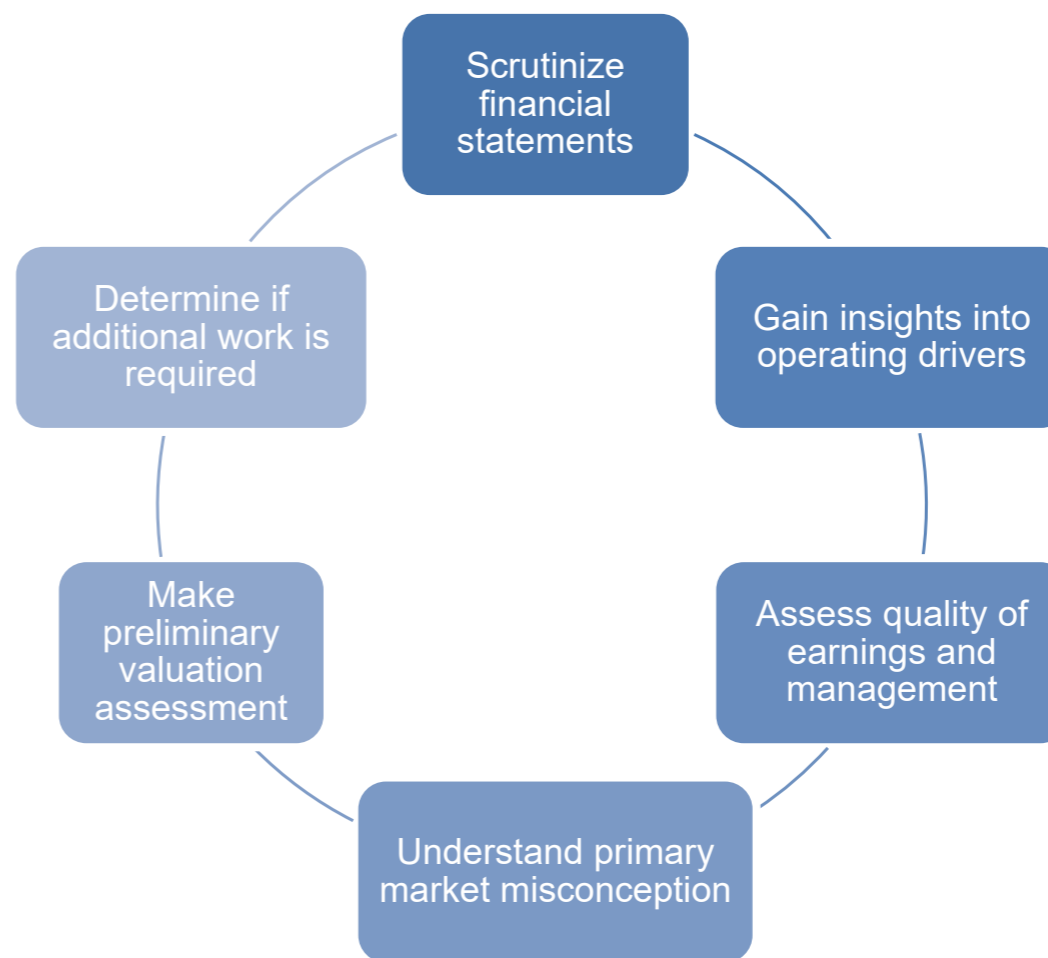 Scrutinize
financial
statements
Gain insights into
operating drivers
Assess quality of
earnings and
management
Understand primary
market misconception
Make
preliminary
valuation
assessment
Determine if
additional work is
required